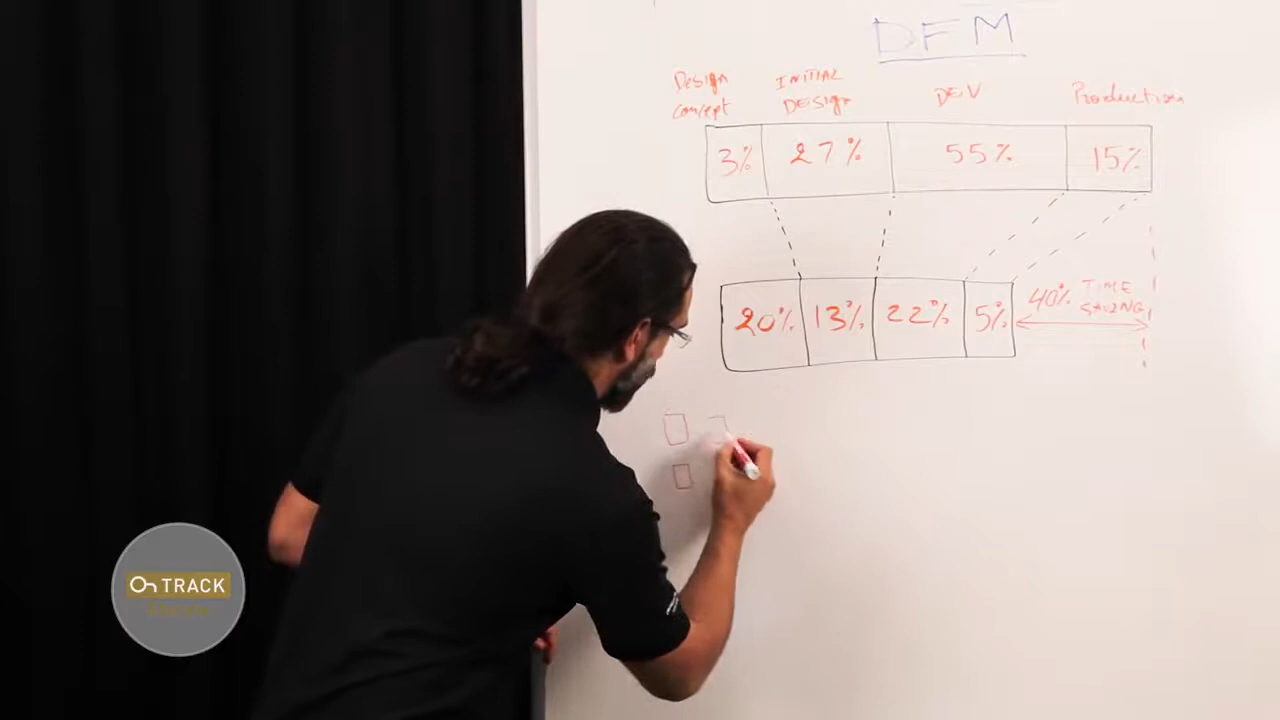 DFM
Design concept
INITIAL DESIgN
DEV
Production
3%
27%
55%
15%
20%
13%
22%
5%
40% TIME
SAVING
On TRACK